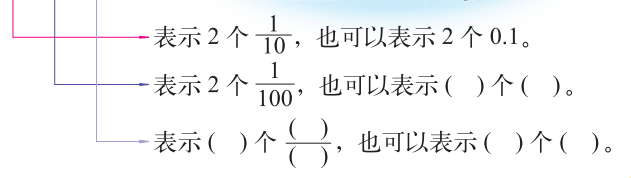 表示 2 个 1/10，也可以表示 2 个 0.1。
表示 2 个 1/100，也可以表示 (  ) 个 (  )。
表示 (  ) 个 (  )/(  )，也可以表示 (  ) 个 (  )。